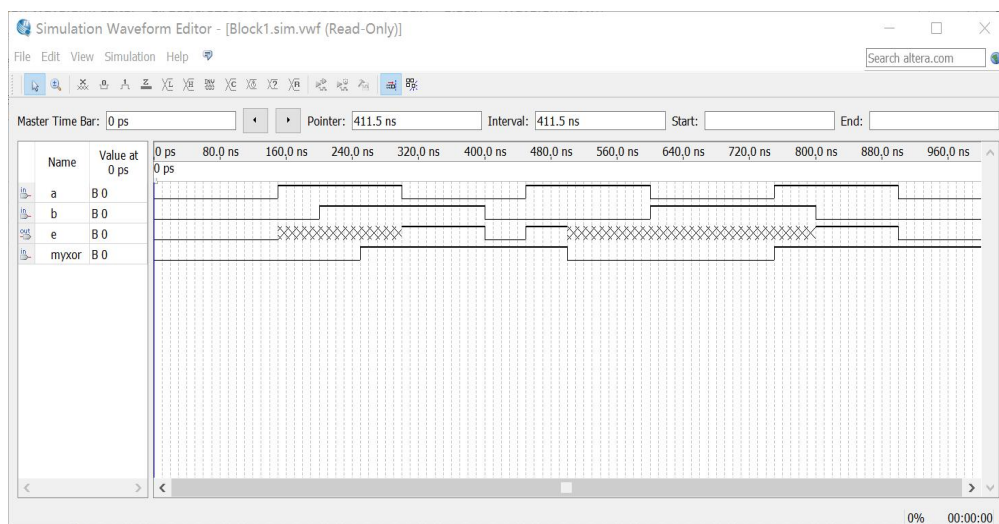 Simulation Waveform Editor - [Block1.sim.vwf (Read-Only)]
File Edit View Simulation Help
Search altera.com
Master Time Bar: 0 ps Pointer: 411.5 ns Interval: 411.5 ns Start: End:
Name Value at 0 ps
0 ps 80.0 ns 160.0 ns 240.0 ns 320.0 ns 400.0 ns 480.0 ns 560.0 ns 640.0 ns 720.0 ns 800.0 ns 880.0 ns 960.0 ns
0 ps
in a B 0
in b B 0
out e B 0
in myxor B 0
0% 00:00:00